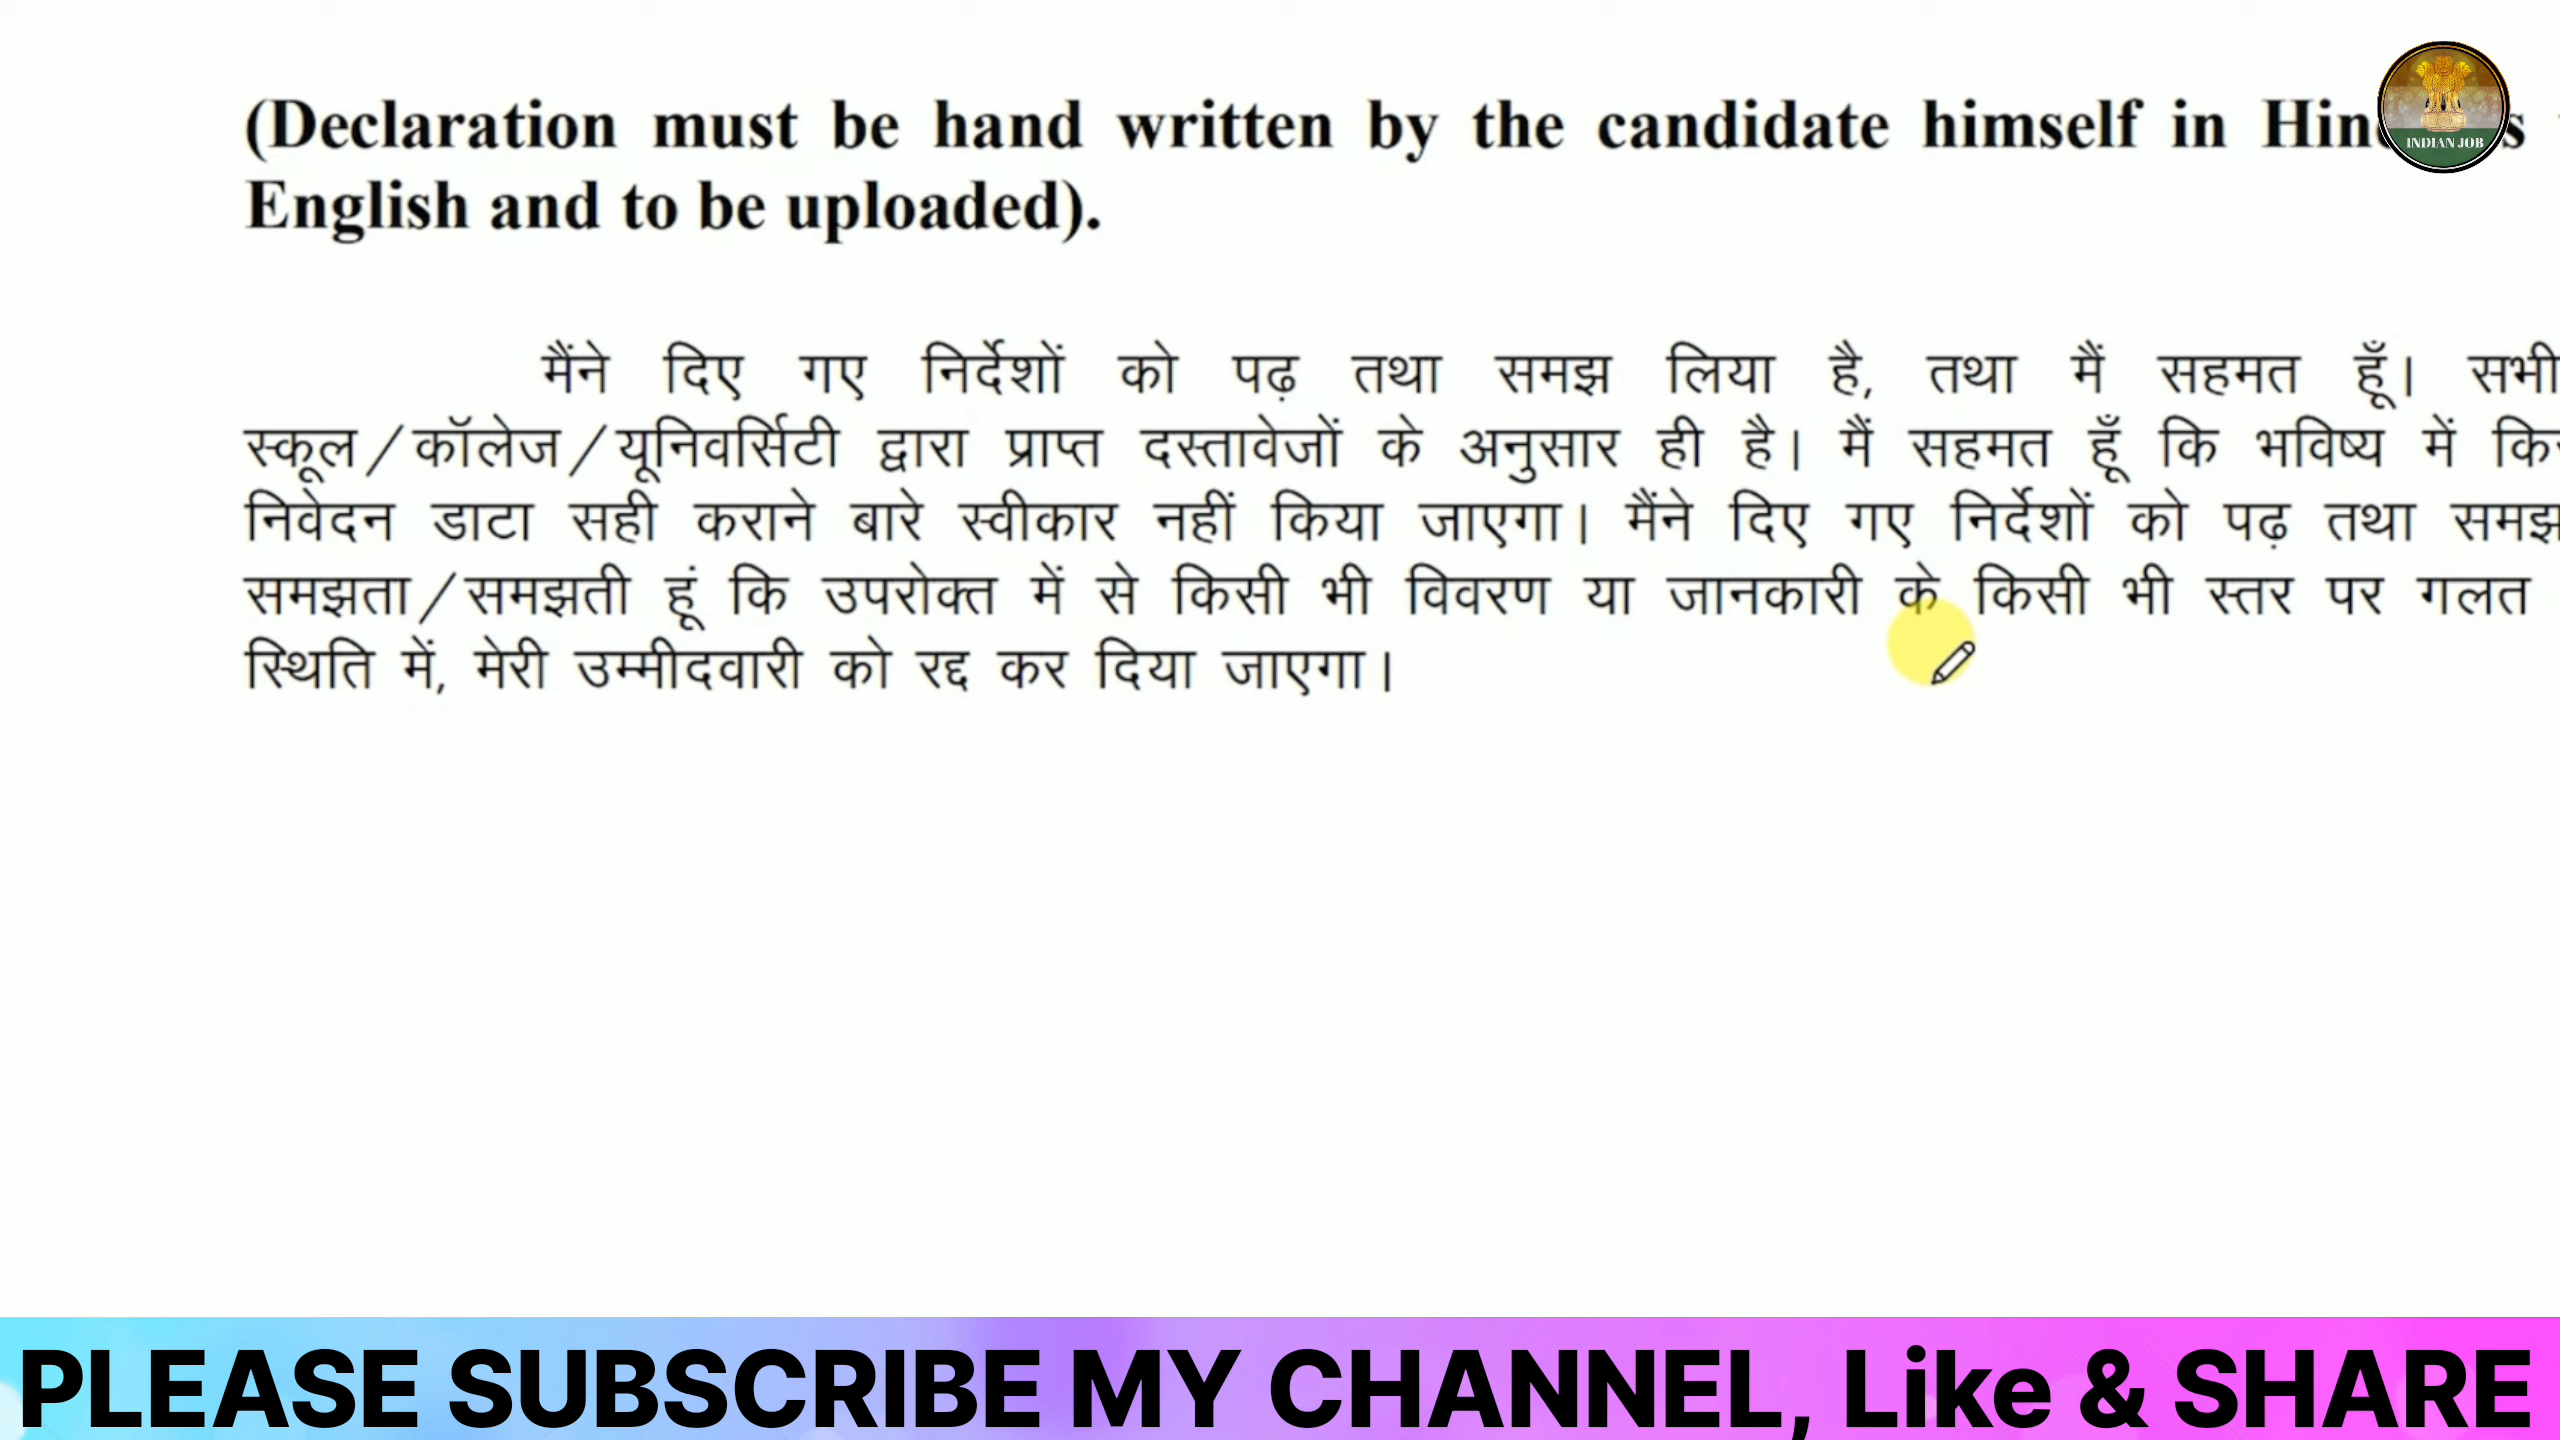 (Declaration must be hand written by the candidate himself in
English and to be uploaded).
INDIAN JOB
मैंने दिए गए निर्देशों को पढ़ तथा समझ लिया है, तथा मैं सहमत हूँ। सभी
स्कूल/कॉलेज/यूनिवर्सिटी द्वारा प्राप्त दस्तावेजों के अनुसार ही है। मैं सहमत हूँ कि भविष्य में
निवेदन डाटा सही कराने बारे स्वीकार नहीं किया जाएगा। मैंने दिए गए निर्देशों को पढ़ तथा समझ
समझता/समझती हूं कि उपरोक्त में से किसी भी विवरण या जानकारी के किसी भी स्तर पर गलत
स्थिति में, मेरी उम्मीदवारी को रद्द कर दिया जाएगा।
PLEASE SUBSCRIBE MY CHANNEL, Like & SHARE